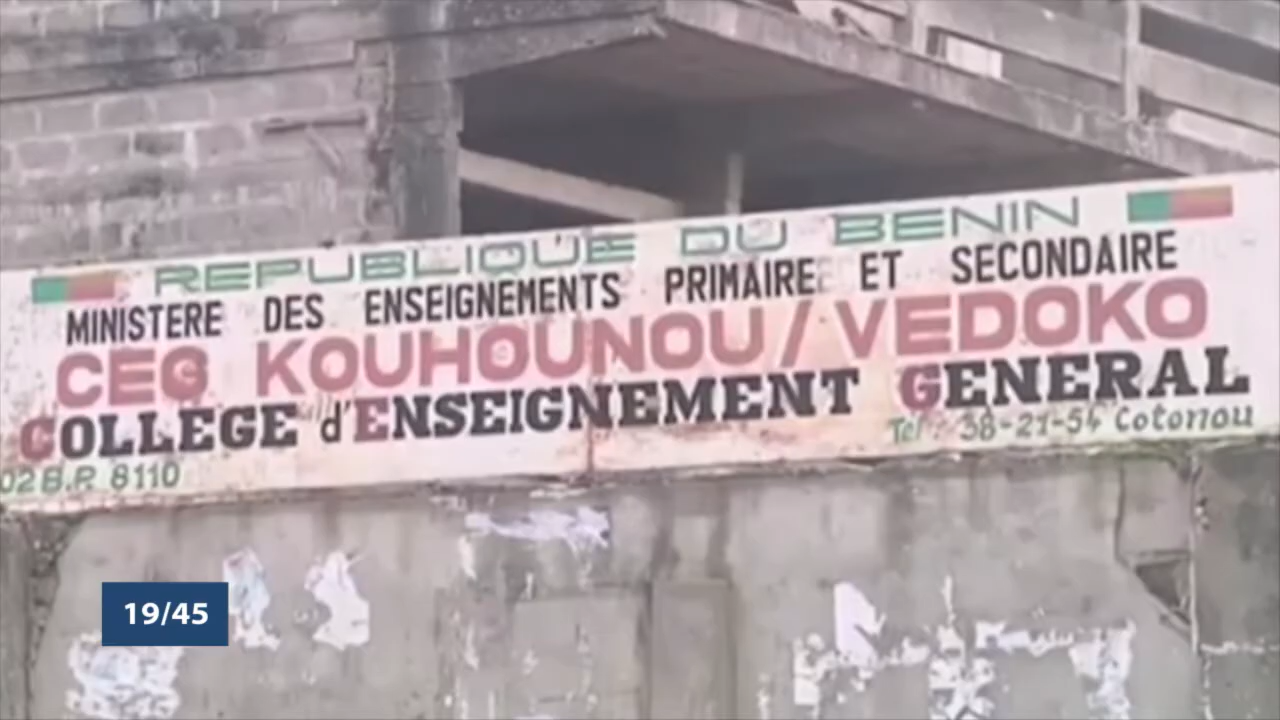 REPUBLIQUE DU BENIN
MINISTERE DES ENSEIGNEMENTS PRIMAIRE ET SECONDAIRE
CEG KOUHOUNOU/VEDOKO
COLLEGE d'ENSEIGNEMENT GENERAL
02 B.P. 8110 Tel : 38-21-54 Cotonou
19/45